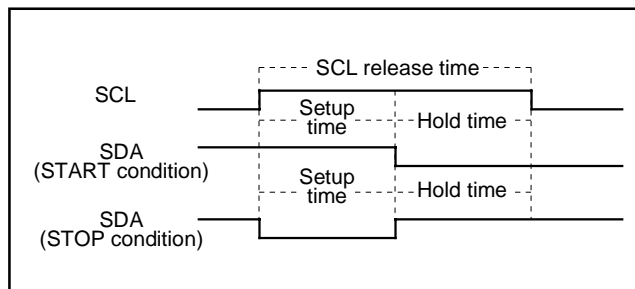 SCL release time
SCL
Setup
time
Hold time
SDA
(START condition)
Setup
time
Hold time
SDA
(STOP condition)